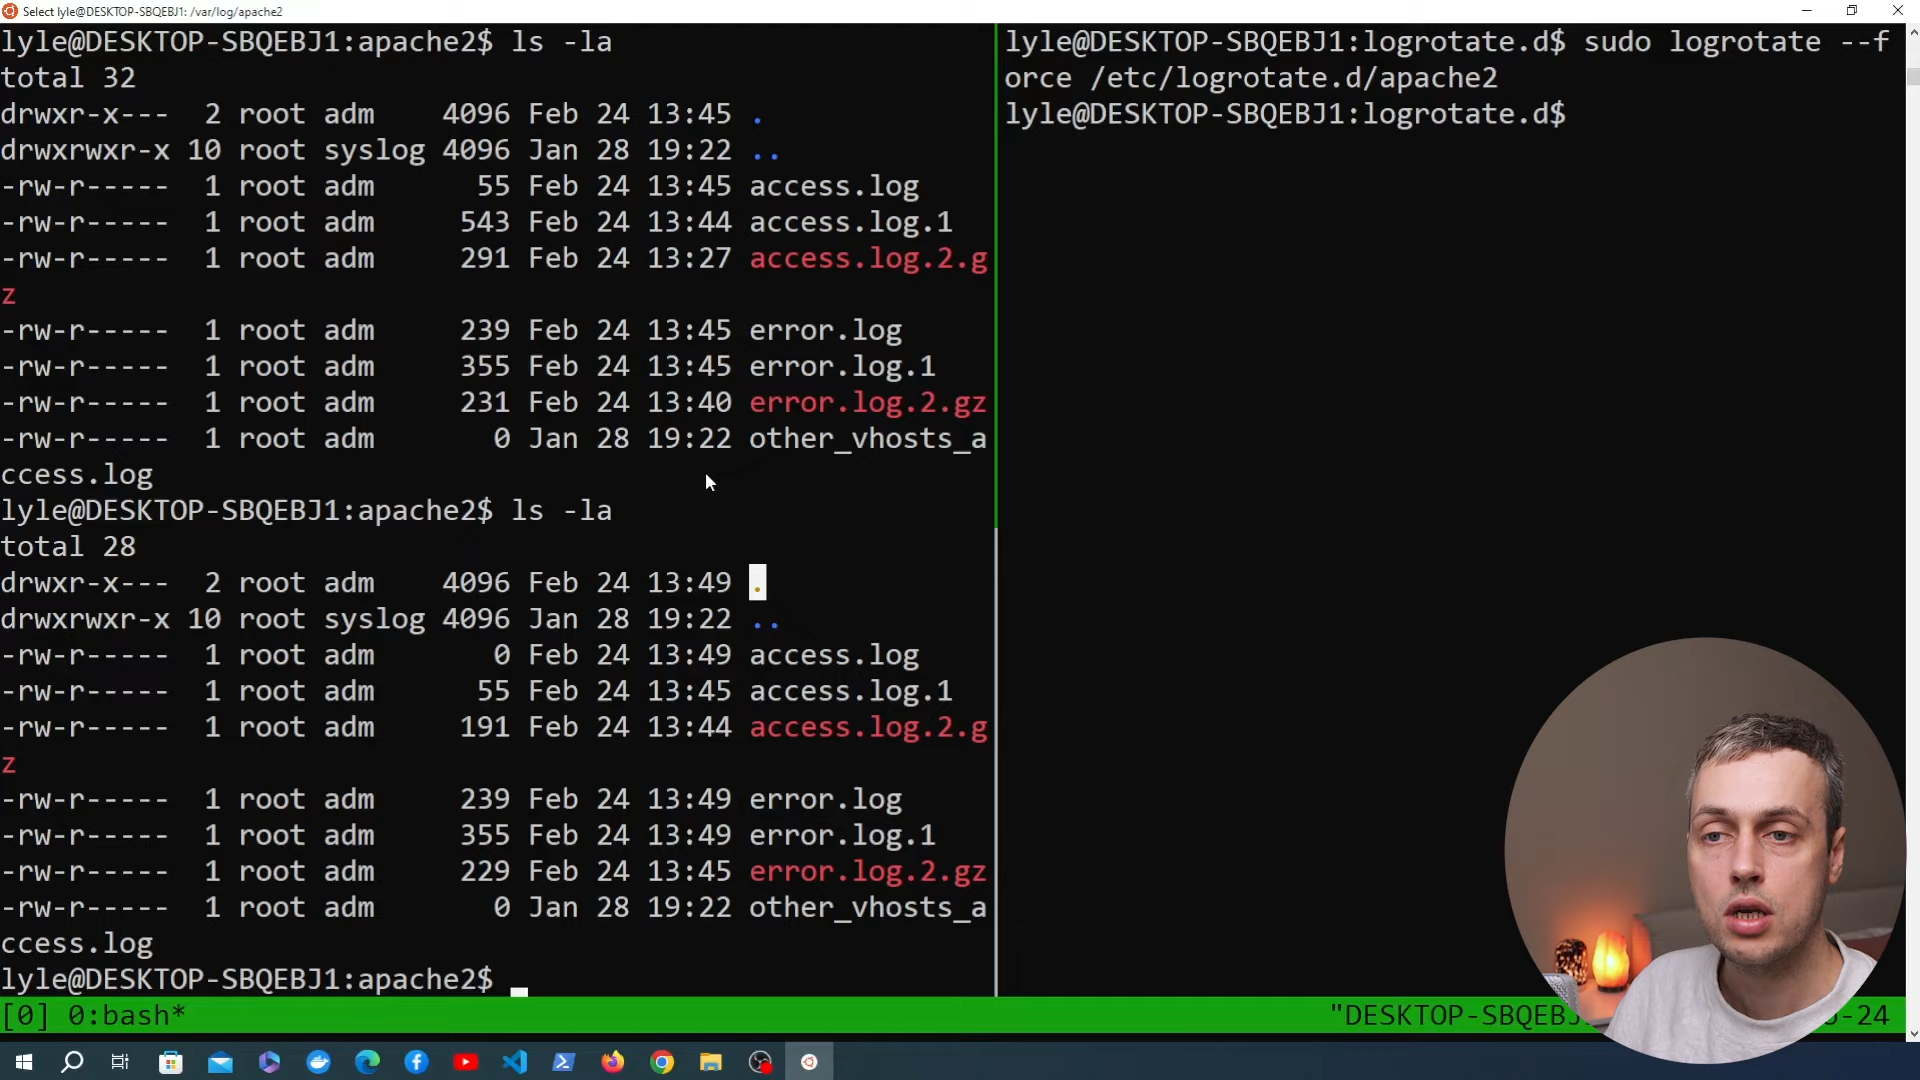 Select lyle@DESKTOP-SBQEBJ1: /var/log/apache2
lyle@DESKTOP-SBQEBJ1:apache2$ ls -la
total 32
drwxr-x---  2 root adm    4096 Feb 24 13:45 .
drwxrwxr-x 10 root syslog 4096 Jan 28 19:22 ..
-rw-r-----  1 root adm      55 Feb 24 13:45 access.log
-rw-r-----  1 root adm     543 Feb 24 13:44 access.log.1
-rw-r-----  1 root adm     291 Feb 24 13:27 access.log.2.g
z
-rw-r-----  1 root adm     239 Feb 24 13:45 error.log
-rw-r-----  1 root adm     355 Feb 24 13:45 error.log.1
-rw-r-----  1 root adm     231 Feb 24 13:40 error.log.2.gz
-rw-r-----  1 root adm       0 Jan 28 19:22 other_vhosts_a
ccess.log
lyle@DESKTOP-SBQEBJ1:apache2$ ls -la
total 28
drwxr-x---  2 root adm    4096 Feb 24 13:49 .
drwxrwxr-x 10 root syslog 4096 Jan 28 19:22 ..
-rw-r-----  1 root adm       0 Feb 24 13:49 access.log
-rw-r-----  1 root adm      55 Feb 24 13:45 access.log.1
-rw-r-----  1 root adm     191 Feb 24 13:44 access.log.2.g
z
-rw-r-----  1 root adm     239 Feb 24 13:49 error.log
-rw-r-----  1 root adm     355 Feb 24 13:49 error.log.1
-rw-r-----  1 root adm     229 Feb 24 13:45 error.log.2.gz
-rw-r-----  1 root adm       0 Jan 28 19:22 other_vhosts_a
ccess.log
lyle@DESKTOP-SBQEBJ1:apache2$
lyle@DESKTOP-SBQEBJ1:logrotate.d$ sudo logrotate --f
orce /etc/logrotate.d/apache2
lyle@DESKTOP-SBQEBJ1:logrotate.d$
[0] 0:bash*
"DESKTOP-SBQEBJ
-24